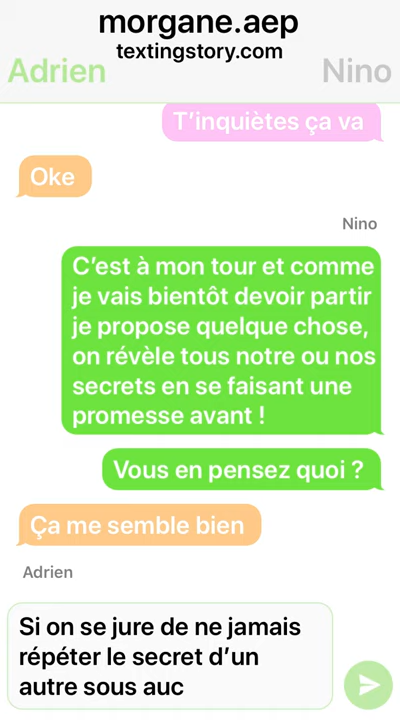 morgane.aep
textingstory.com
Adrien
Nino
T'inquiètes ça va
Oke
Nino
C'est à mon tour et comme
je vais bientôt devoir partir
je propose quelque chose,
on révèle tous notre ou nos
secrets en se faisant une
promesse avant !
Vous en pensez quoi ?
Ça me semble bien
Adrien
Si on se jure de ne jamais
répéter le secret d'un
autre sous auc